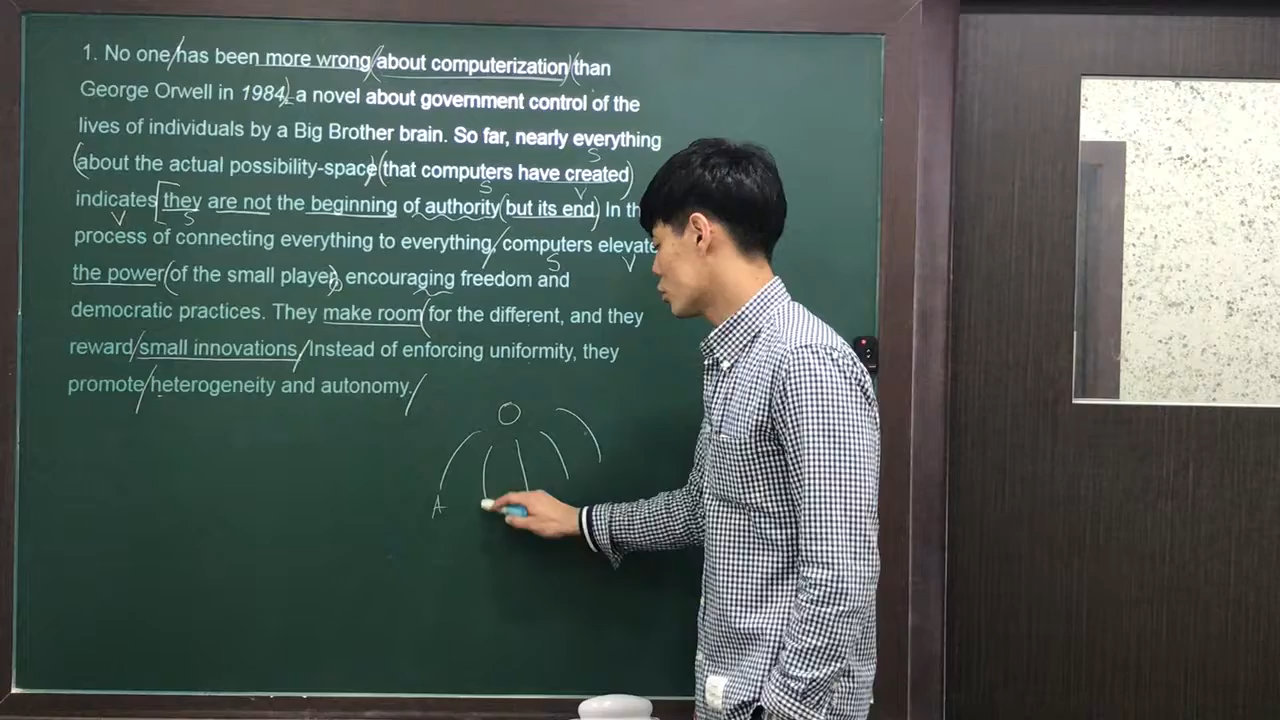 1. No one has been more wrong about computerization than
George Orwell in 1984, a novel about government control of the
lives of individuals by a Big Brother brain. So far, nearly everything
S
about the actual possibility-space that computers have created
S V
indicates they are not the beginning of authority but its end. In
V S
process of connecting everything to everything, computers elevate
S V
the power of the small player, encouraging freedom and
democratic practices. They make room for the different, and they
reward small innovations. Instead of enforcing uniformity, they
promote heterogeneity and autonomy.
A